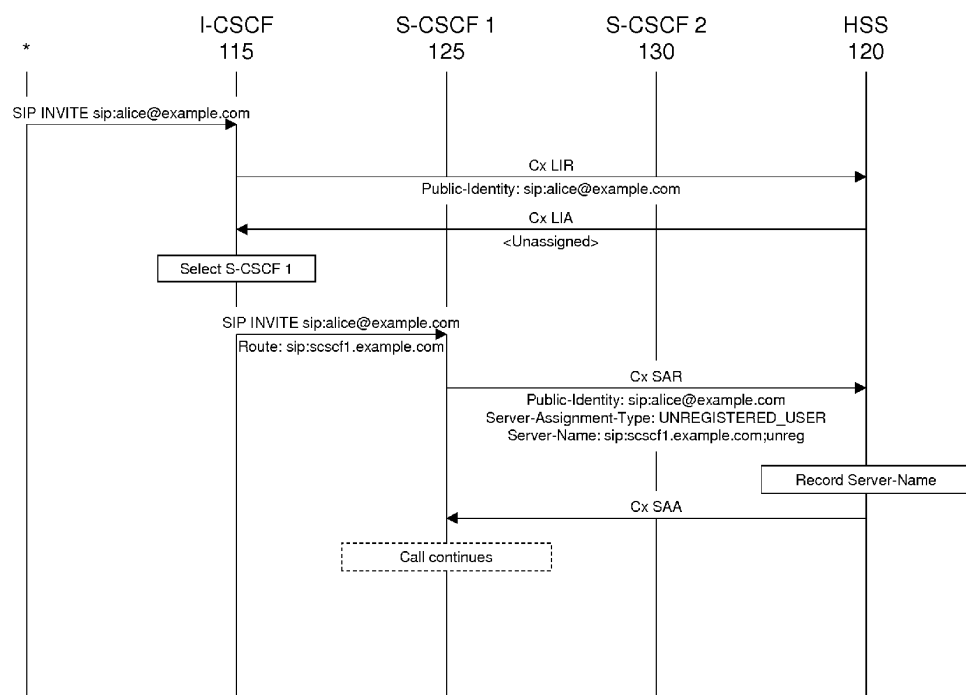 I-CSCF S-CSCF 1 S-CSCF 2 HSS
* 115 125 130 120
SIP INVITE sip:alice@example.com
Cx LIR
Public-Identity: sip:alice@example.com
Cx LIA
<Unassigned>
Select S-CSCF 1
SIP INVITE sip:alice@example.com
Route: sip:scscf1.example.com
Cx SAR
Public-Identity: sip:alice@example.com
Server-Assignment-Type: UNREGISTERED_USER
Server-Name: sip:scscf1.example.com;unreg
Record Server-Name
Cx SAA
Call continues